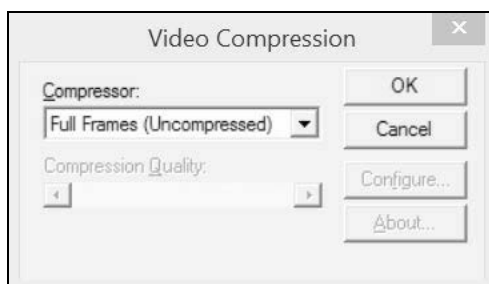 Video Compression
Compressor:
Full Frames (Uncompressed)
Compression Quality:
OK
Cancel
Configure...
About...